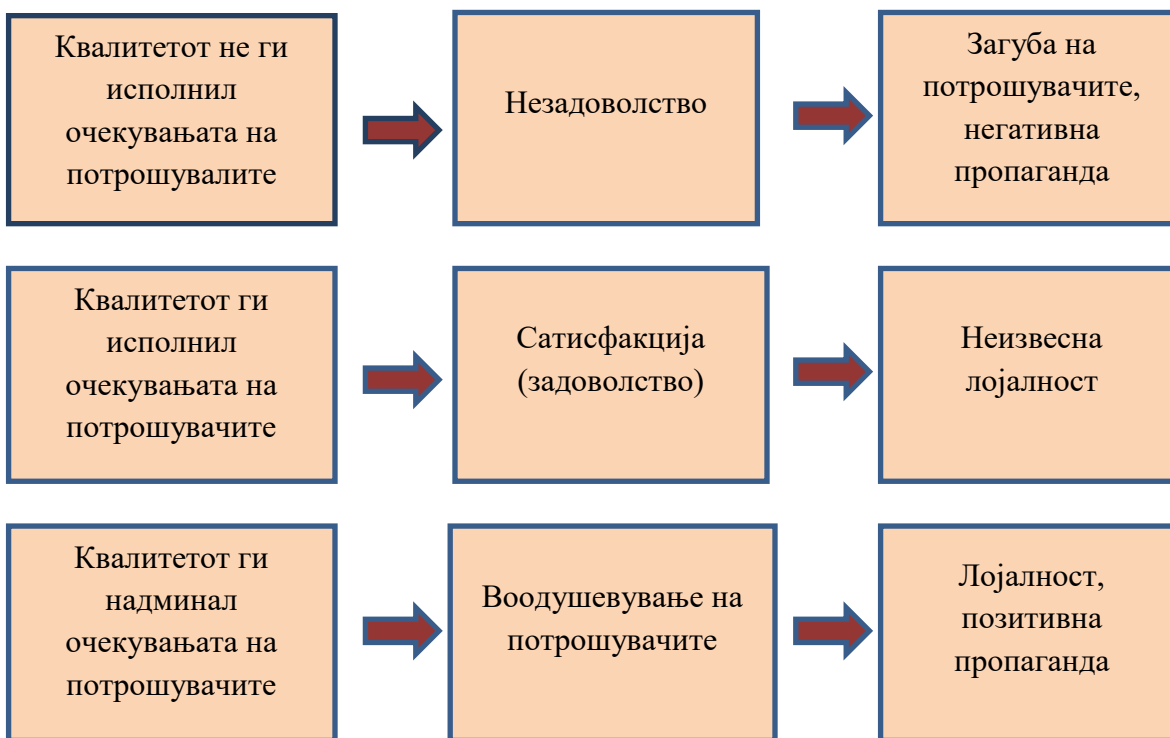 Квалитетот не ги
исполнил
очекувањата на
потрошувалите
Незадоволство
Загуба на
потрошувачите,
негативна
пропаганда
Квалитетот ги
исполнил
очекувањата на
потрошувачите
Сатисфакција
(задоволство)
Неизвесна
лојалност
Квалитетот ги
надминал
очекувањата на
потрошувачите
Воодушевување на
потрошувачите
Лојалност,
позитивна
пропаганда